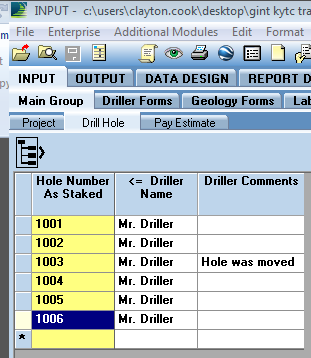 INPUT - c:\users\clayton.cook\desktop\gint kytc tra
File Enterprise Additional Modules Edit Format
INPUT OUTPUT DATA DESIGN REPORT D
Main Group Driller Forms Geology Forms Lab
Project Drill Hole Pay Estimate
Hole Number As Staked <= Driller Name Driller Comments
1001 Mr. Driller
1002 Mr. Driller
1003 Mr. Driller Hole was moved
1004 Mr. Driller
1005 Mr. Driller
1006 Mr. Driller
*